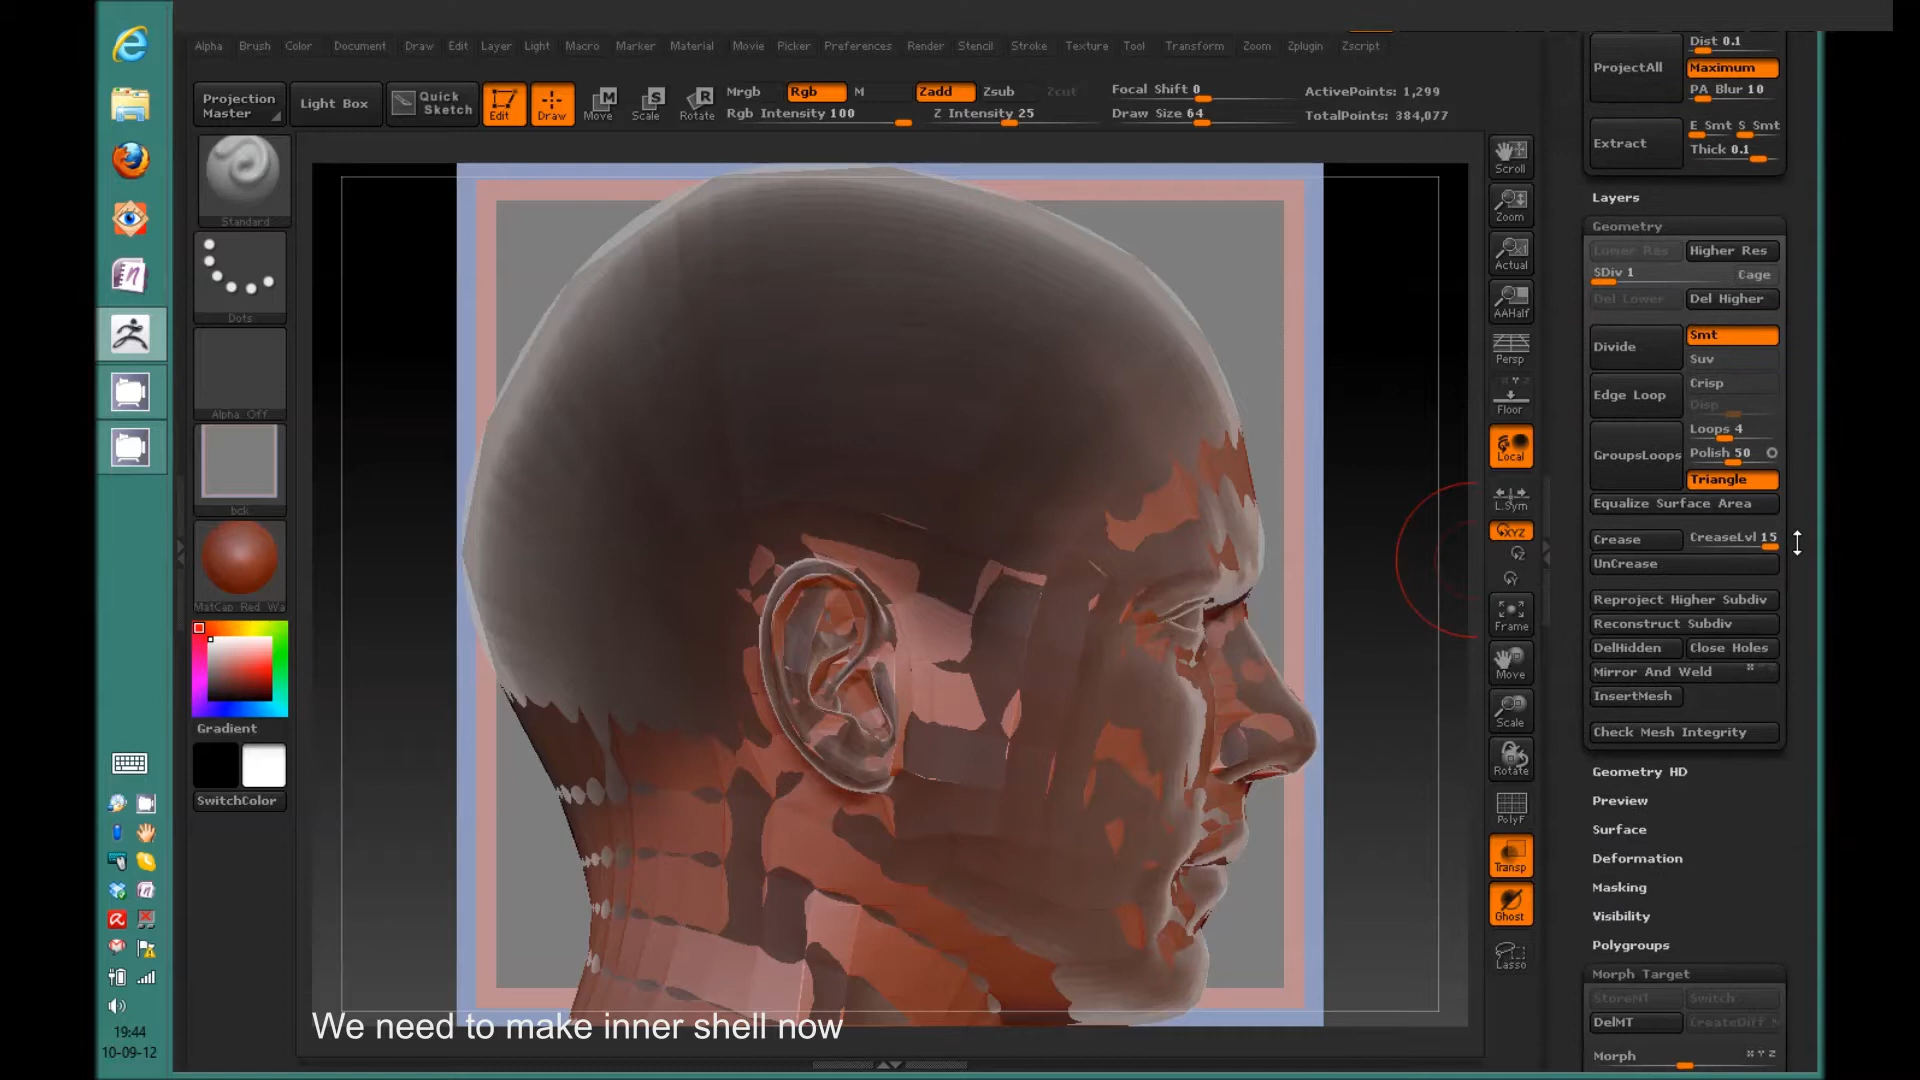 Alpha Brush Color Document Draw Edit Layer Light Macro Marker Material Movie Picker Preferences Render Stencil Stroke Texture Tool Transform Zoom Zplugin Zscript
Projection Master
Light Box
Quick Sketch
Edit
Draw
Move
Scale
Rotate
Mrgb Rgb M
Rgb Intensity 100
Zadd Zsub Zcut
Z Intensity 25
Focal Shift 0
Draw Size 64
ActivePoints: 1,299
TotalPoints: 384,077
Standard
Dots
Alpha Off
bck
MatCap Red Wa
Gradient
SwitchColor
19:44
10-09-12
Scroll
Zoom
Actual
AAHalf
Persp
Floor
Local
L.Sym
XYZ
Frame
Move
Scale
Rotate
PolyF
Transp
Ghost
Lasso
ProjectAll
Dist 0.1
Maximum
PA Blur 10
Extract
E Smt S Smt
Thick 0.1
Layers
Geometry
Lower Res Higher Res
SDiv 1 Cage
Del Lower Del Higher
Divide
Smt
Suv
Edge Loop
Crisp
Disp
GroupsLoops
Loops 4
Polish 50
Triangle
Equalize Surface Area
Crease CreaseLvl 15
UnCrease
Reproject Higher Subdiv
Reconstruct Subdiv
DelHidden Close Holes
Mirror And Weld
InsertMesh
Check Mesh Integrity
Geometry HD
Preview
Surface
Deformation
Masking
Visibility
Polygroups
Morph Target
StoreMT Switch
DelMT CreateDiff M
Morph X Y Z
We need to make inner shell now